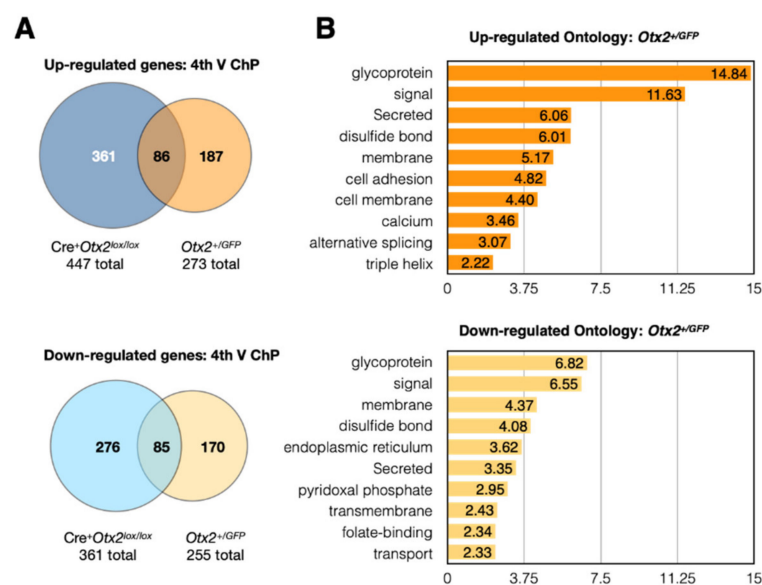 A
Up-regulated genes: 4th V ChP
361
86
187
Cre+Otx2lox/lox
447 total
Otx2+/GFP
273 total
Down-regulated genes: 4th V ChP
276
85
170
Cre+Otx2lox/lox
361 total
Otx2+/GFP
255 total
B
Up-regulated Ontology: Otx2+/GFP
glycoprotein 14.84
signal 11.63
Secreted 6.06
disulfide bond 6.01
membrane 5.17
cell adhesion 4.82
cell membrane 4.40
calcium 3.46
alternative splicing 3.07
triple helix 2.22
0 3.75 7.5 11.25 15
Down-regulated Ontology: Otx2+/GFP
glycoprotein 6.82
signal 6.55
membrane 4.37
disulfide bond 4.08
endoplasmic reticulum 3.62
Secreted 3.35
pyridoxal phosphate 2.95
transmembrane 2.43
folate-binding 2.34
transport 2.33
0 3.75 7.5 11.25 15